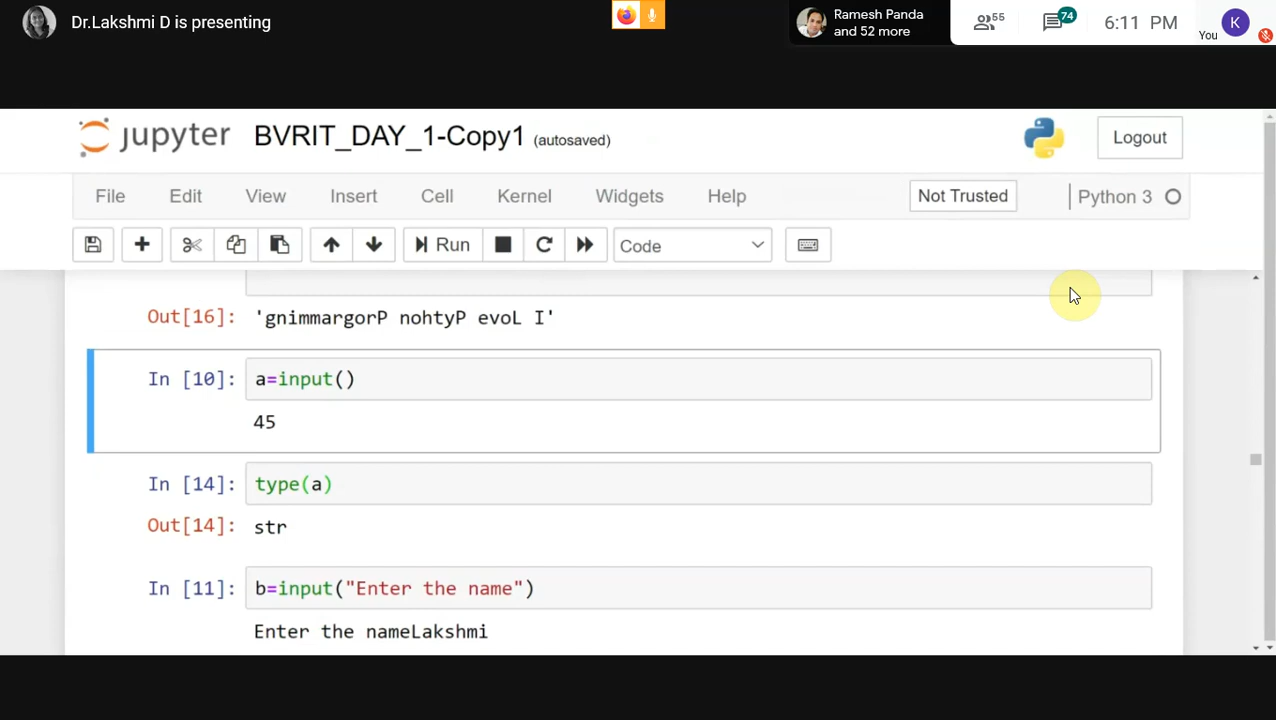 Dr.Lakshmi D is presenting
Ramesh Panda
and 52 more
55
74
6:11 PM
You
K
jupyter BVRIT_DAY_1-Copy1 (autosaved)
Logout
File Edit View Insert Cell Kernel Widgets Help
Not Trusted
Python 3
Run
Code
Out[16]: 'gnimmargorP nohtyP evoL I'
In [10]: a=input()
45
In [14]: type(a)
Out[14]: str
In [11]: b=input("Enter the name")
Enter the nameLakshmi